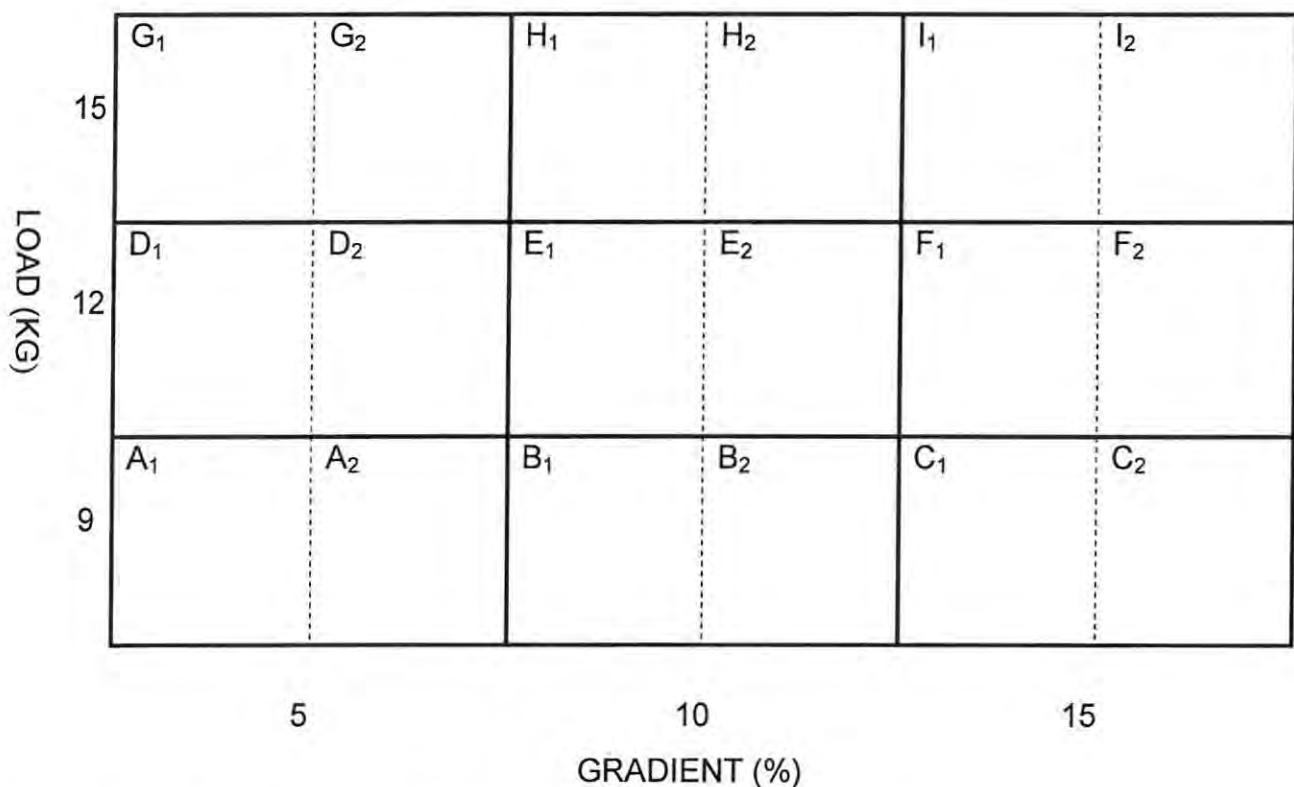 G₁ G₂ H₁ H₂ I₁ I₂
15
D₁ D₂ E₁ E₂ F₁ F₂
LOAD (KG)
12
A₁ A₂ B₁ B₂ C₁ C₂
9
5 10 15
GRADIENT (%)